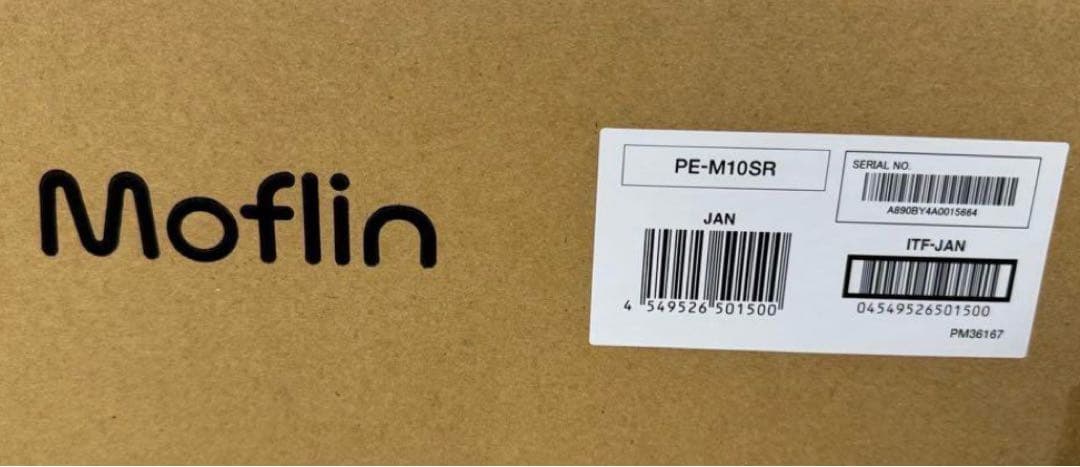 Moflin
PE-M10SR
SERIAL NO.
A890BY4A0015664
JAN
4 549526 501500
ITF-JAN
04549526501500
PM36167